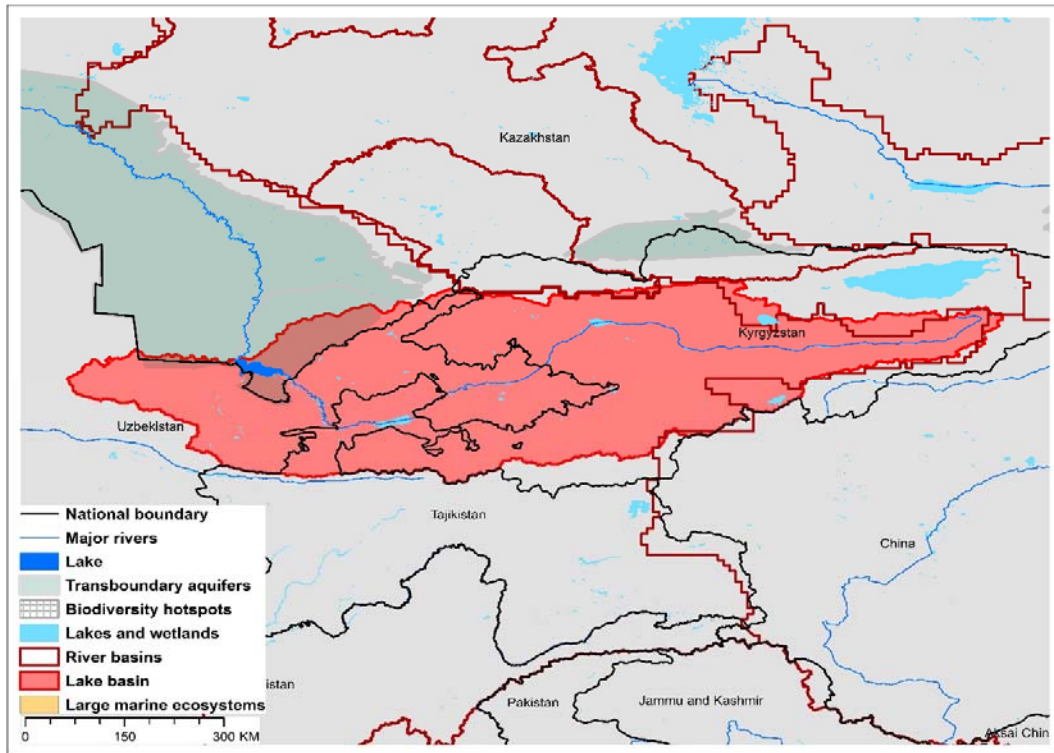 Kazakhstan
Kyrgyzstan
Uzbekistan
Tajikistan
China
National boundary
Major rivers
Lake
Transboundary aquifers
Biodiversity hotspots
Lakes and wetlands
River basins
Lake basin
Large marine ecosystems
istan
Pakistan
Jammu and Kashmir
Aksai Chin
0 150 300 KM